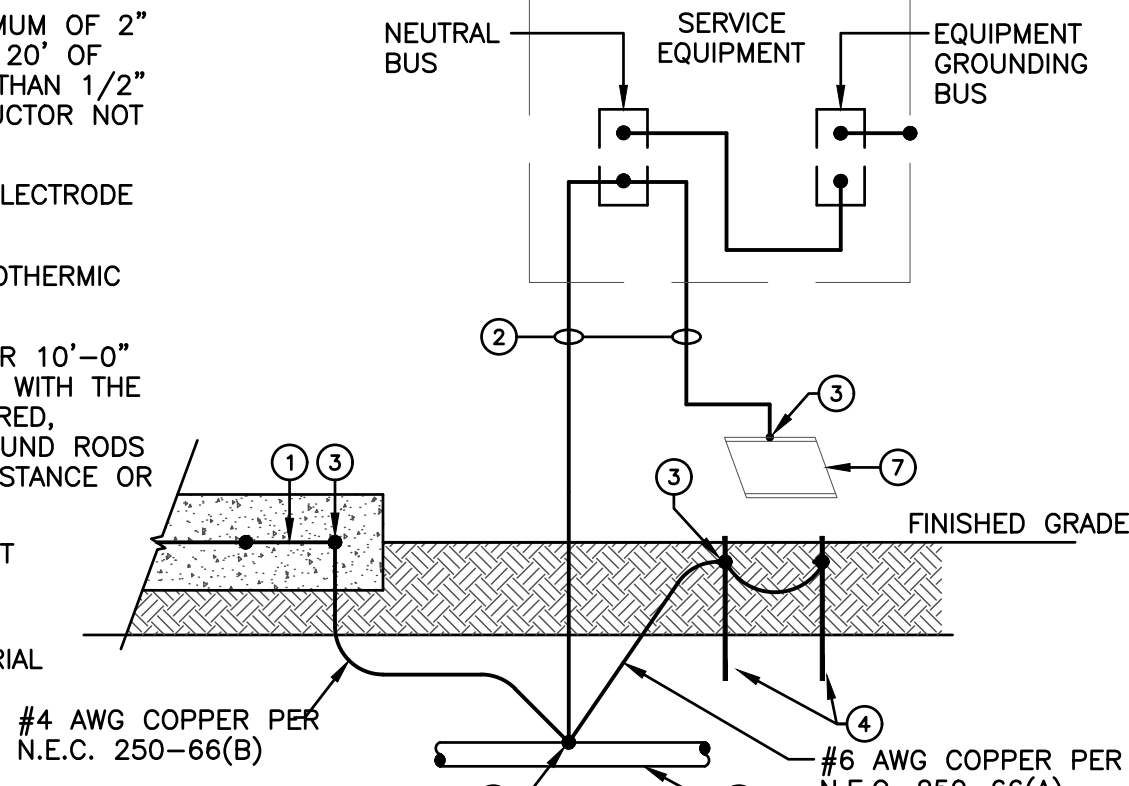 MUM OF 2"
20' OF
THAN 1/2"
UCTOR NOT
LECTRODE
OTHERMIC
R 10'-0"
WITH THE
RED,
UND RODS
STANCE OR
T
RIAL
NEUTRAL
BUS
SERVICE
EQUIPMENT
EQUIPMENT
GROUNDING
BUS
2
3
7
1
3
3
FINISHED GRADE
4
#4 AWG COPPER PER
N.E.C. 250-66(B)
#6 AWG COPPER PER
N.E.C. 250-66(A)